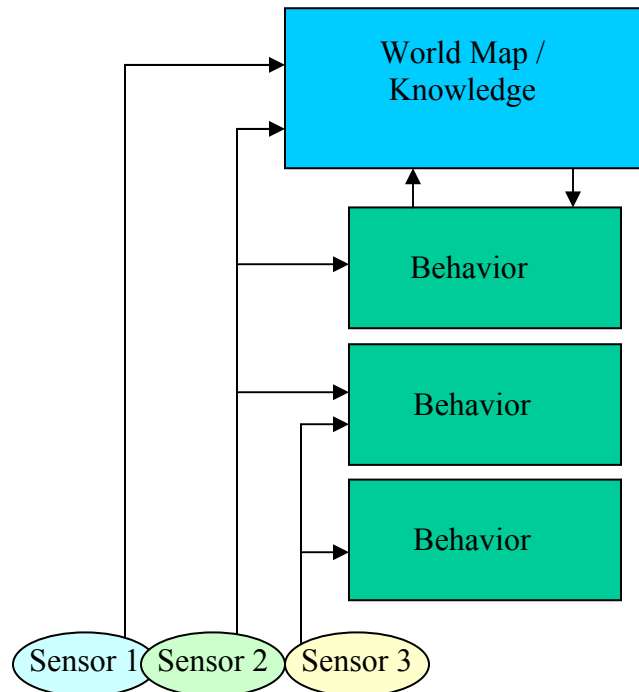 World Map /
Knowledge
Behavior
Behavior
Behavior
Sensor 1
Sensor 2
Sensor 3